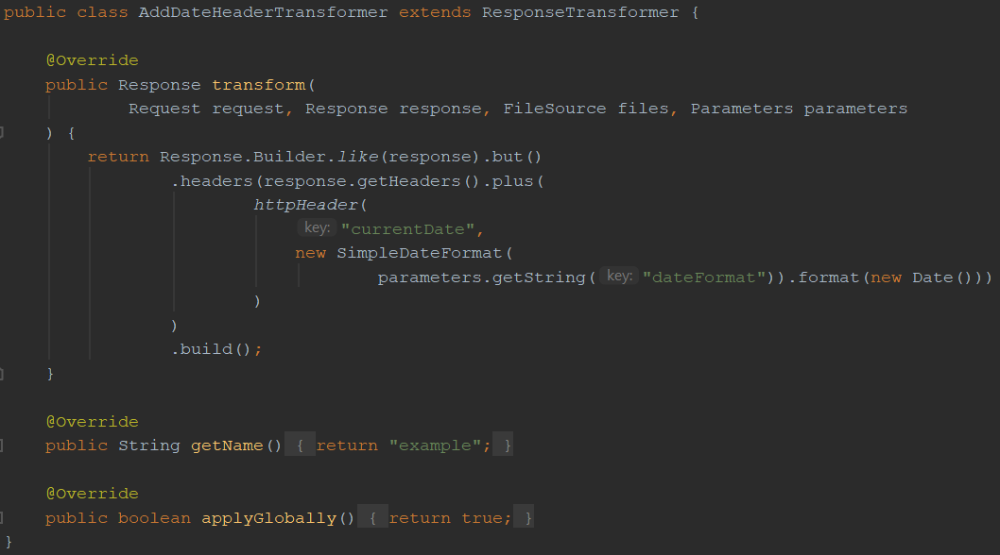 public class AddDateHeaderTransformer extends ResponseTransformer {
@Override
public Response transform(
Request request, Response response, FileSource files, Parameters parameters
) {
return Response.Builder.like(response).but()
.headers(response.getHeaders().plus(
httpHeader(
key: "currentDate",
new SimpleDateFormat(
parameters.getString( key: "dateFormat")).format(new Date()))
)
)
.build();
}
@Override
public String getName() { return "example"; }
@Override
public boolean applyGlobally() { return true; }
}